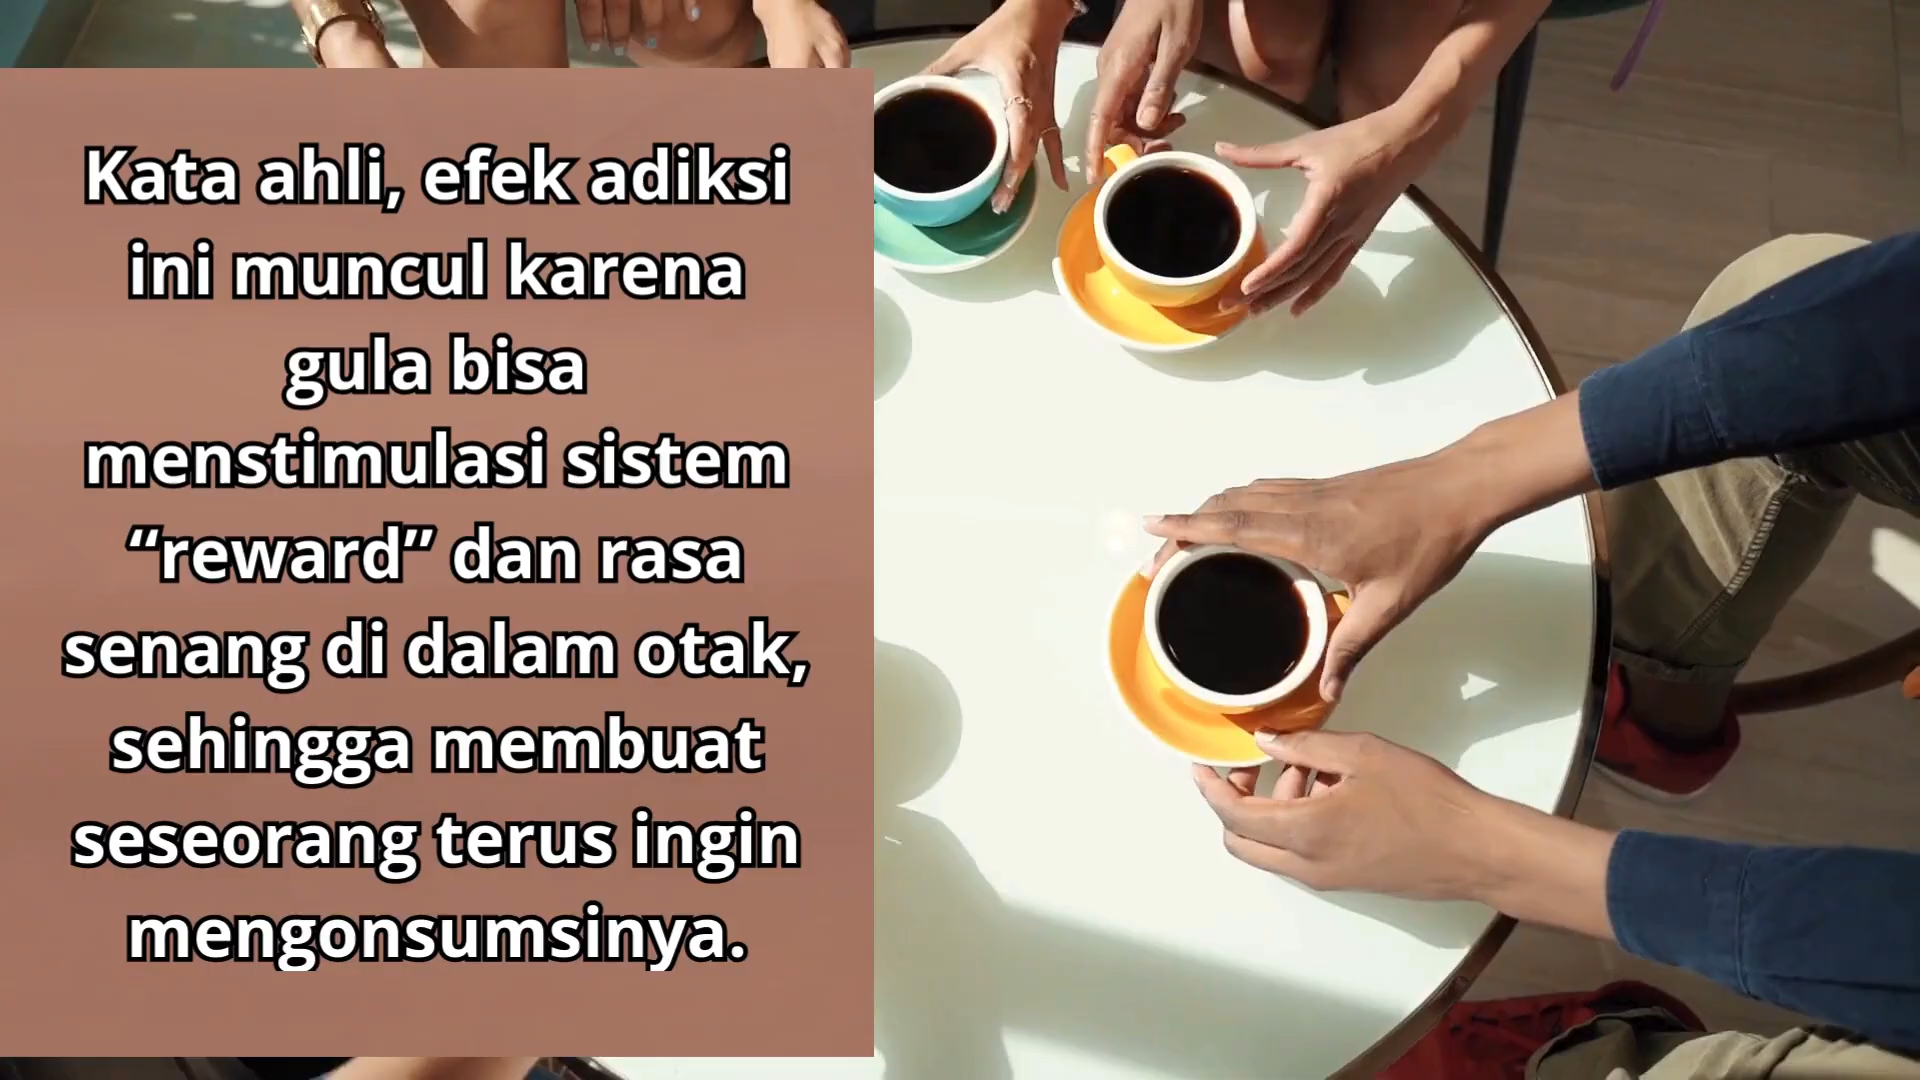 Kata ahli, efek adiksi
ini muncul karena
gula bisa
menstimulasi sistem
“reward” dan rasa
senang di dalam otak,
sehingga membuat
seseorang terus ingin
mengonsumsinya.